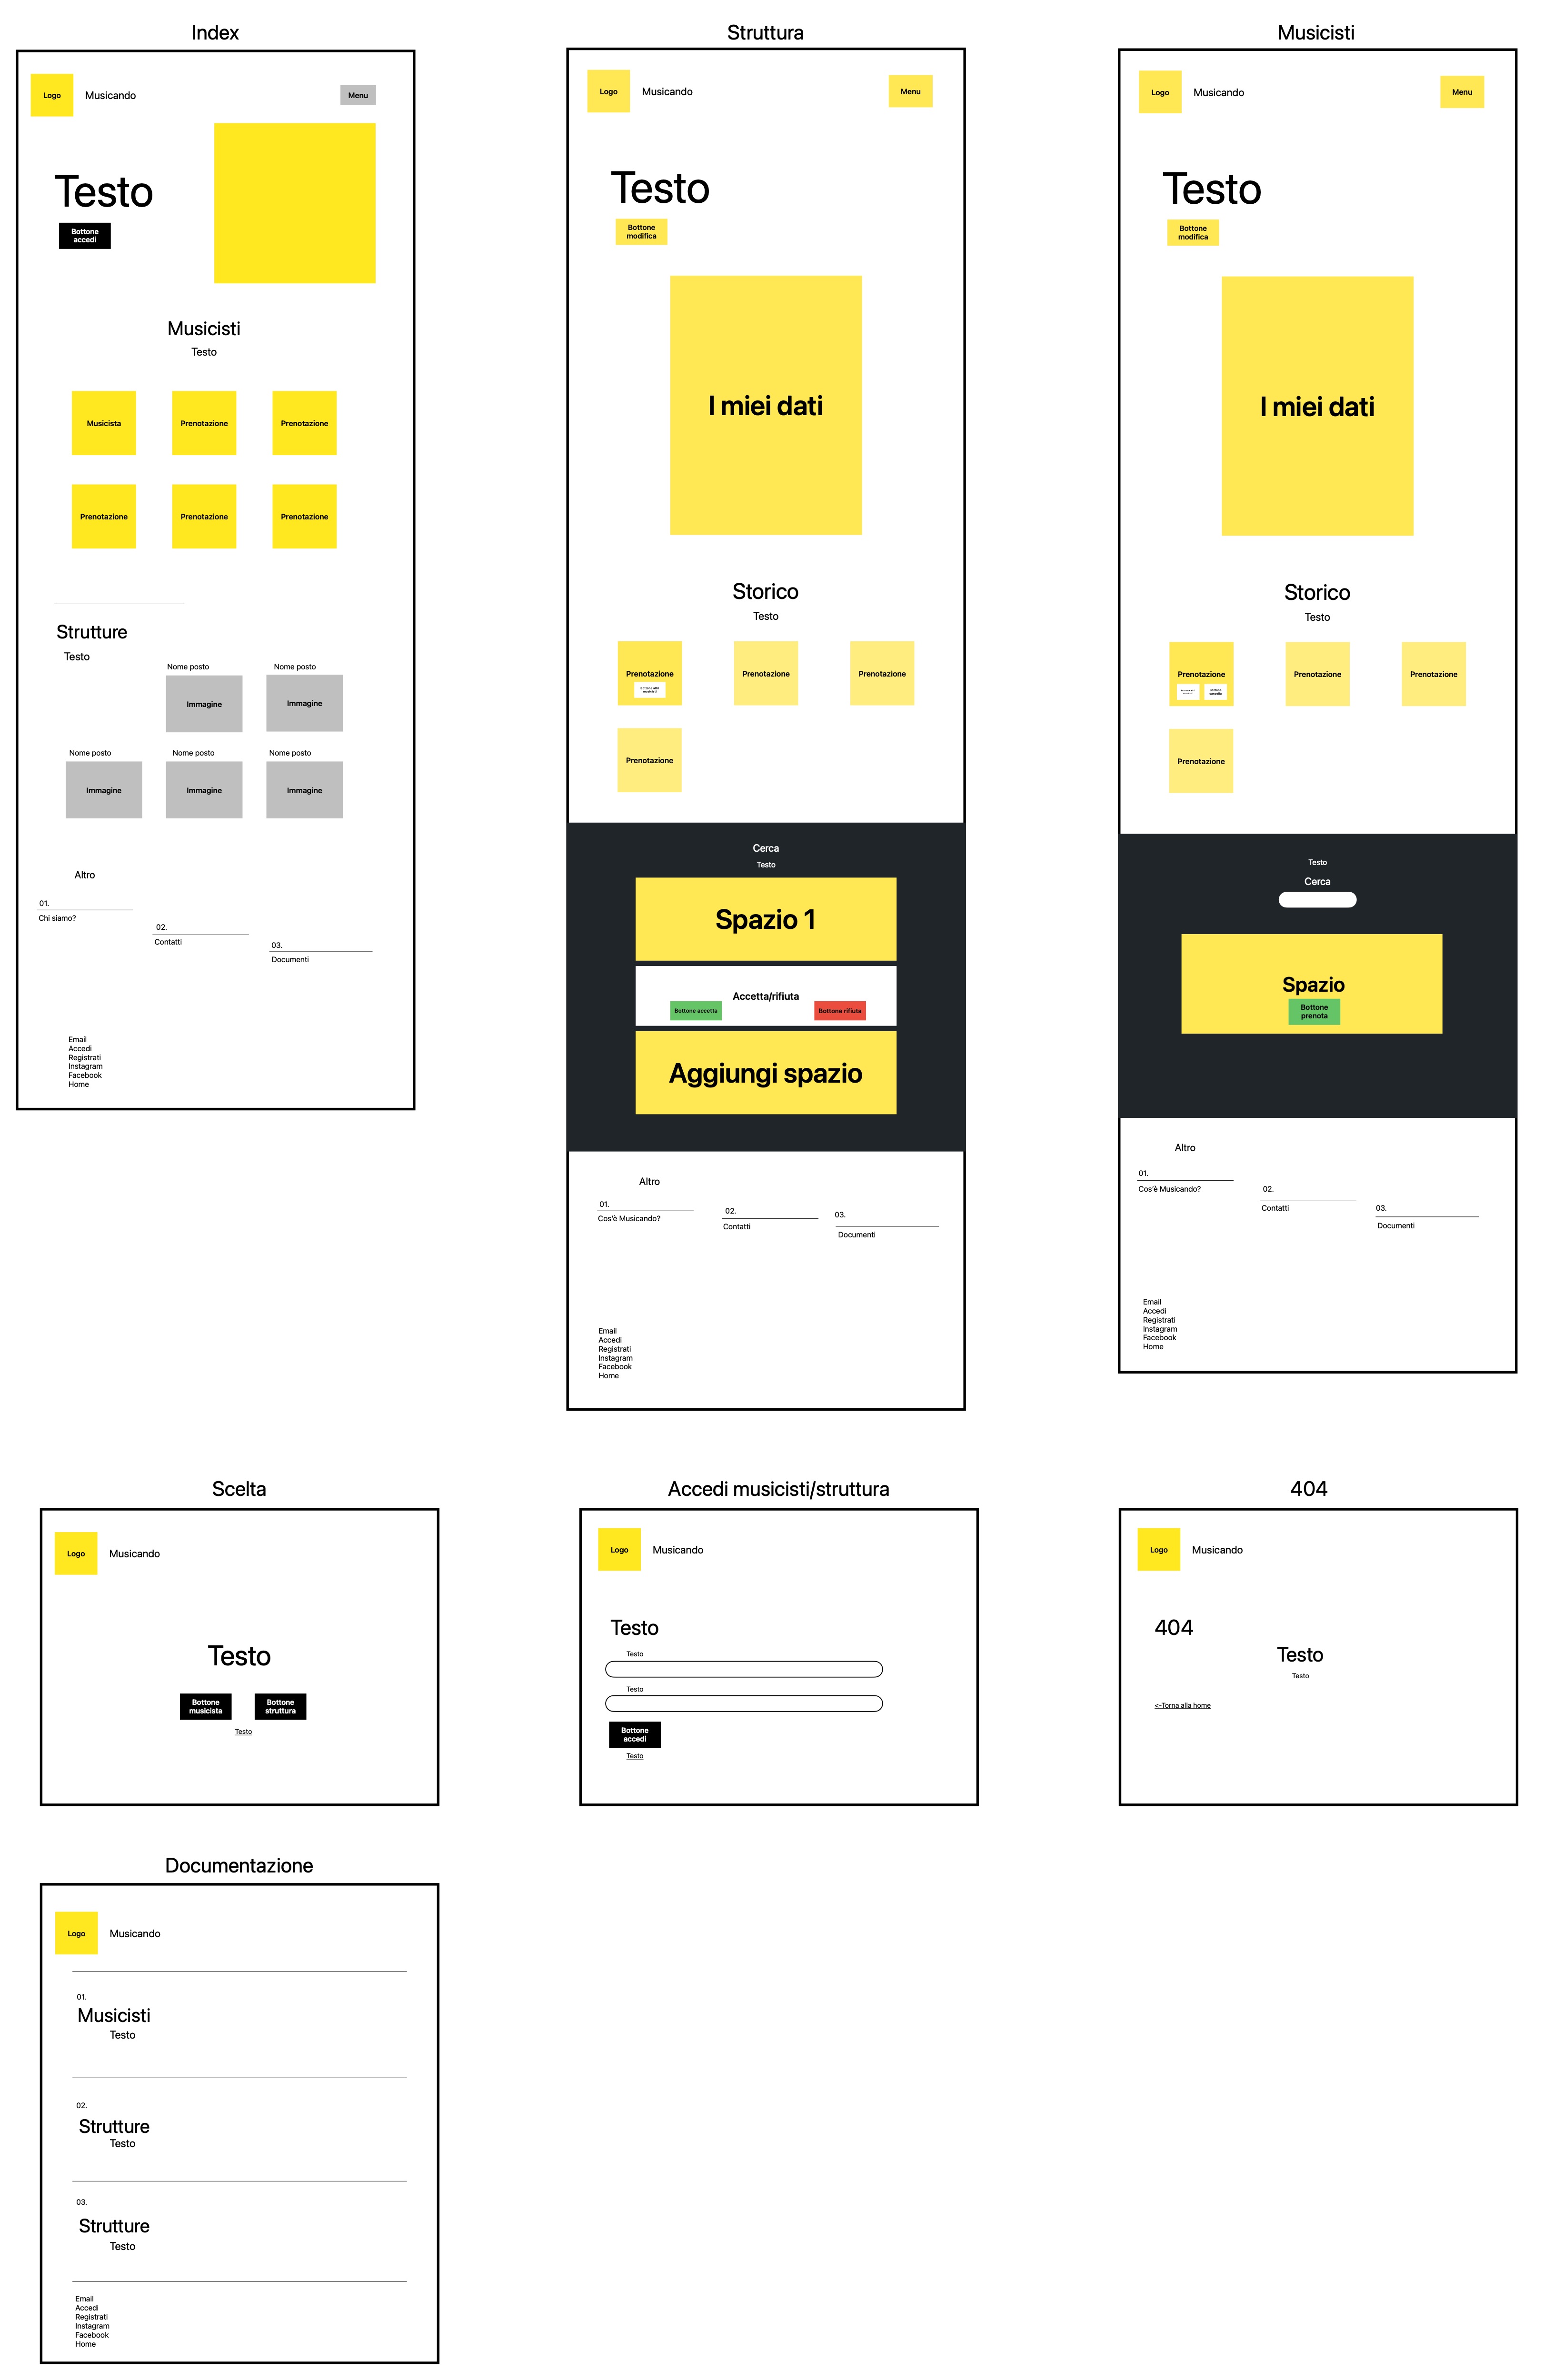 Index
Logo
Musicando
Menu
Testo
Bottone
accedi
Musicisti
Testo
Musicista
Prenotazione
Prenotazione
Prenotazione
Prenotazione
Prenotazione
Strutture
Testo
Nome posto
Nome posto
Immagine
Immagine
Nome posto
Nome posto
Nome posto
Immagine
Immagine
Immagine
Altro
01.
Chi siamo?
02.
Contatti
03.
Documenti
Email
Accedi
Registrati
Instagram
Facebook
Home
Struttura
Logo
Musicando
Menu
Testo
Bottone
modifica
I miei dati
Storico
Testo
Prenotazione
Bottone altri
musicisti
Prenotazione
Prenotazione
Prenotazione
Cerca
Testo
Spazio 1
Accetta/rifiuta
Bottone accetta
Bottone rifiuta
Aggiungi spazio
Altro
01.
Cos'è Musicando?
02.
Contatti
03.
Documenti
Email
Accedi
Registrati
Instagram
Facebook
Home
Musicisti
Logo
Musicando
Menu
Testo
Bottone
modifica
I miei dati
Storico
Testo
Prenotazione
Bottone altri
musicisti
Bottone
cancella
Prenotazione
Prenotazione
Prenotazione
Testo
Cerca
Spazio
Bottone
prenota
Altro
01.
Cos'è Musicando?
02.
Contatti
03.
Documenti
Email
Accedi
Registrati
Instagram
Facebook
Home
Scelta
Logo
Musicando
Testo
Bottone
musicista
Bottone
struttura
Testo
Accedi musicisti/struttura
Logo
Musicando
Testo
Testo
Testo
Bottone
accedi
Testo
404
Logo
Musicando
404
Testo
Testo
<-Torna alla home
Documentazione
Logo
Musicando
01.
Musicisti
Testo
02.
Strutture
Testo
03.
Strutture
Testo
Email
Accedi
Registrati
Instagram
Facebook
Home